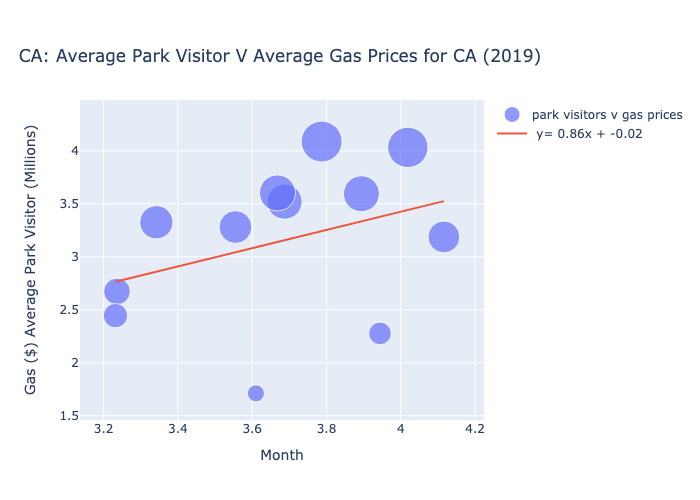 CA: Average Park Visitor V Average Gas Prices for CA (2019)
park visitors v gas prices
y= 0.86x + -0.02
Gas ($) Average Park Visitor (Millions)
4
3.5
3
2.5
2
1.5
3.2
3.4
3.6
3.8
4
4.2
Month